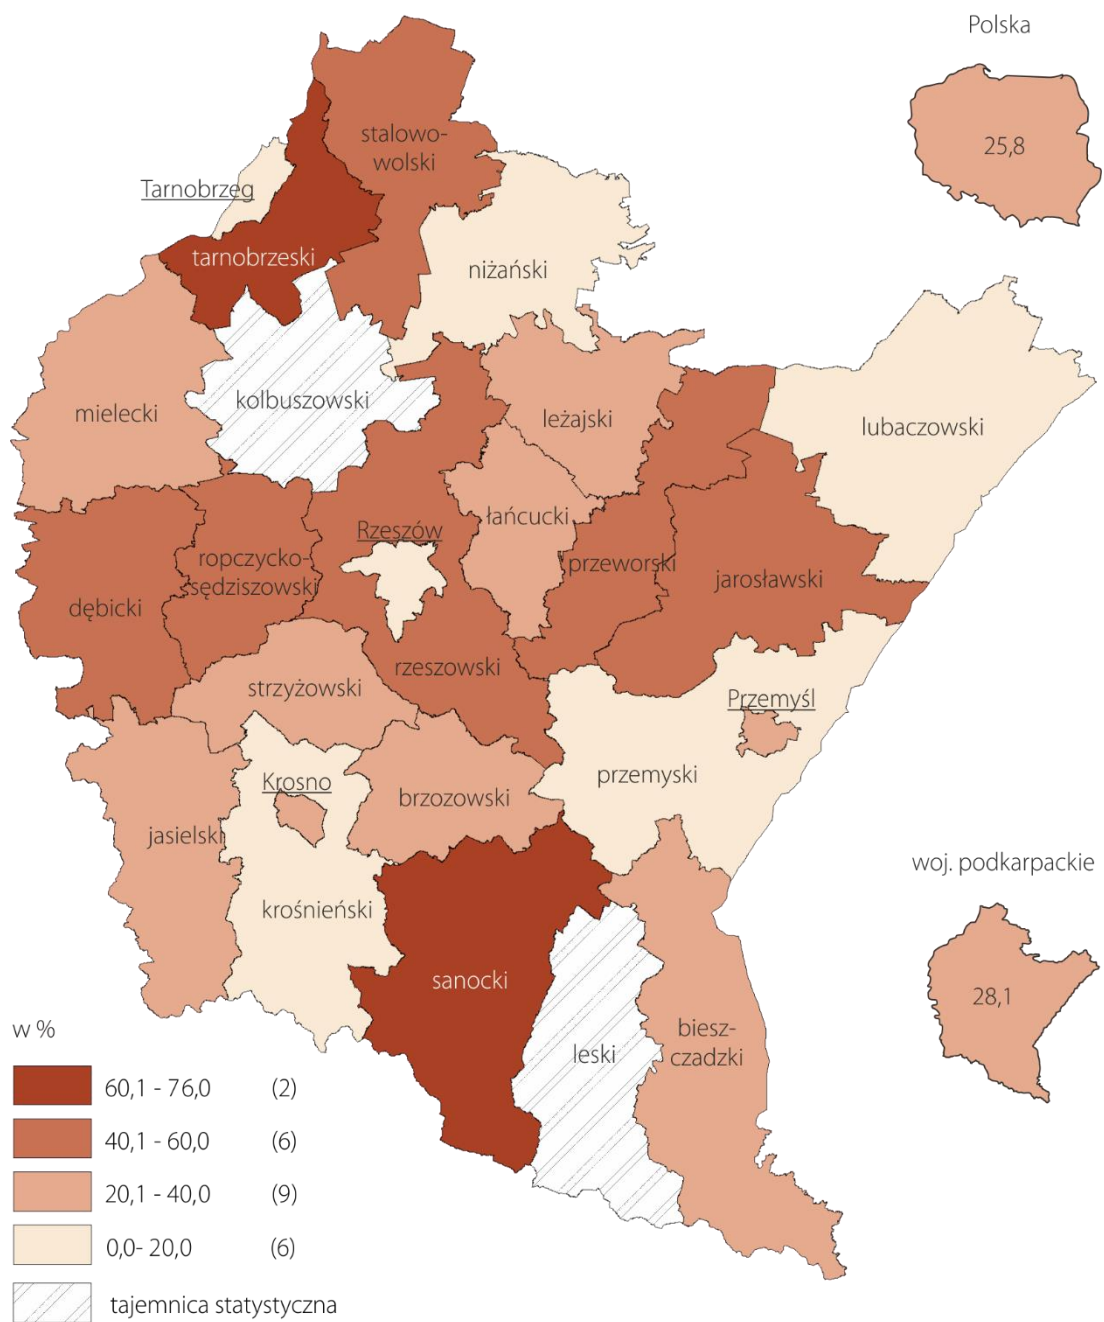 Polska
25,8
stalowo-
wolski
Tarnobrzeg
tarnobrzeski
niżański
mielecki
kolbuszowski
leżajski
lubaczowski
łańcucki
Rzeszów
ropczycko-
sędziszowski
przeworski
jarosławski
dębicki
rzeszowski
strzyżowski
Przemyśl
przemyski
Krosno
brzozowski
jasielski
woj. podkarpackie
28,1
krośnieński
sanocki
leski
biesz-
czadzki
w %
60,1 - 76,0 (2)
40,1 - 60,0 (6)
20,1 - 40,0 (9)
0,0- 20,0 (6)
tajemnica statystyczna